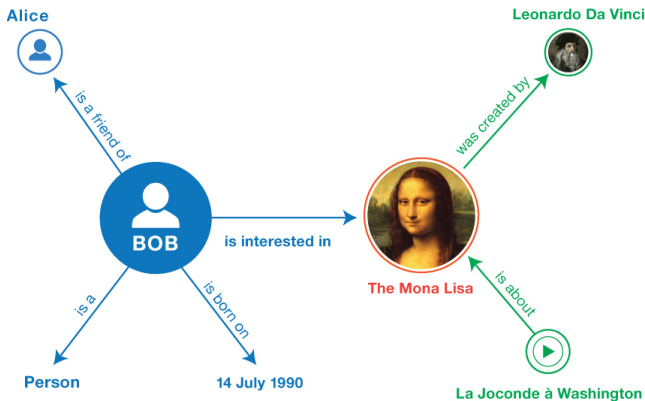 Alice
Leonardo Da Vinci
is a friend of
was created by
BOB
is interested in
The Mona Lisa
is a
is born on
is about
Person
14 July 1990
La Joconde à Washington